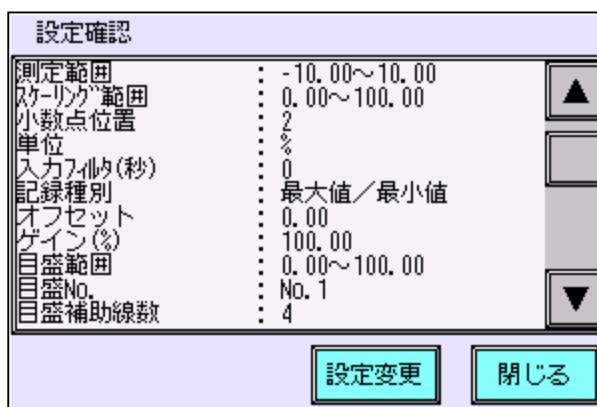 設定確認
測定範囲 : -10.00～10.00
ｽｹｰﾘﾝｸﾞ範囲 : 0.00～100.00
小数点位置 : 2
単位 : %
入力ﾌｨﾙﾀ(秒) : 0
記録種別 : 最大値／最小値
オフセット : 0.00
ゲイン(%) : 100.00
目盛範囲 : 0.00～100.00
目盛No. : No.1
目盛補助線数 : 4
設定変更 閉じる